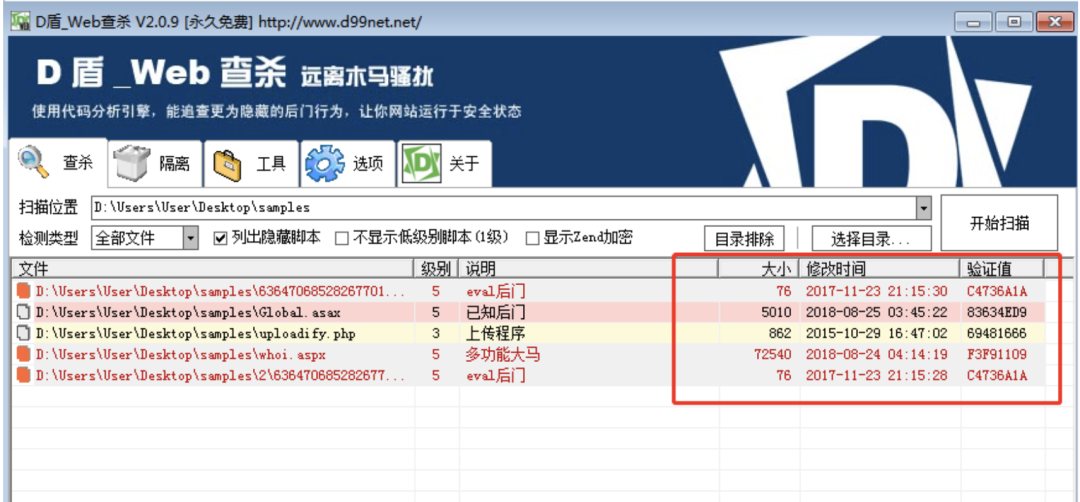 D盾_Web查杀 V2.0.9 [永久免费] http://www.d99net.net/
D 盾 _Web 查杀 远离木马骚扰
使用代码分析引擎，能追查更为隐藏的后门行为，让你网站运行于安全状态
查杀 隔离 工具 选项 关于
扫描位置 D:\Users\User\Desktop\samples 开始扫描
检测类型 全部文件 列出隐藏脚本 不显示低级别脚本(1级) 显示Zend加密 目录排除 选择目录...
文件 级别 说明 大小 修改时间 验证值
D:\Users\User\Desktop\samples\63647068528267701... 5 eval后门 76 2017-11-23 21:15:30 C4736A1A
D:\Users\User\Desktop\samples\Global.asax 5 已知后门 5010 2018-08-25 03:45:22 83634ED9
D:\Users\User\Desktop\samples\uploadify.php 3 上传程序 862 2015-10-29 16:47:02 69481666
D:\Users\User\Desktop\samples\whoi.aspx 5 多功能大马 72540 2018-08-24 04:14:19 F3F91109
D:\Users\User\Desktop\samples\2\636470685282677... 5 eval后门 76 2017-11-23 21:15:28 C4736A1A